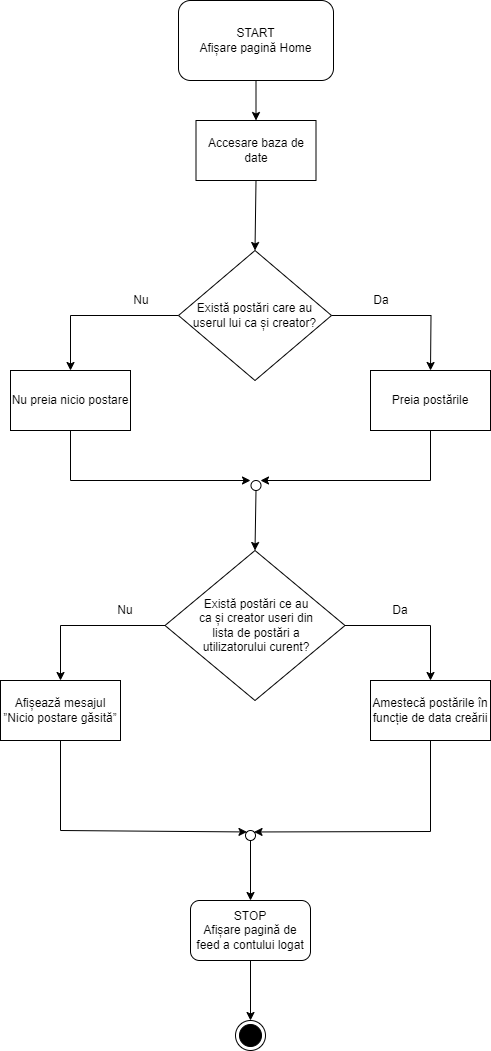 START
Afișare pagină Home
Accesare baza de
date
Există postări care au
userul lui ca și creator?
Nu
Da
Nu preia nicio postare
Preia postările
Există postări ce au
ca și creator useri din
lista de postări a
utilizatorului curent?
Nu
Da
Afișează mesajul
”Nicio postare găsită”
Amestecă postările în
funcție de data creării
STOP
Afișare pagină de
feed a contului logat